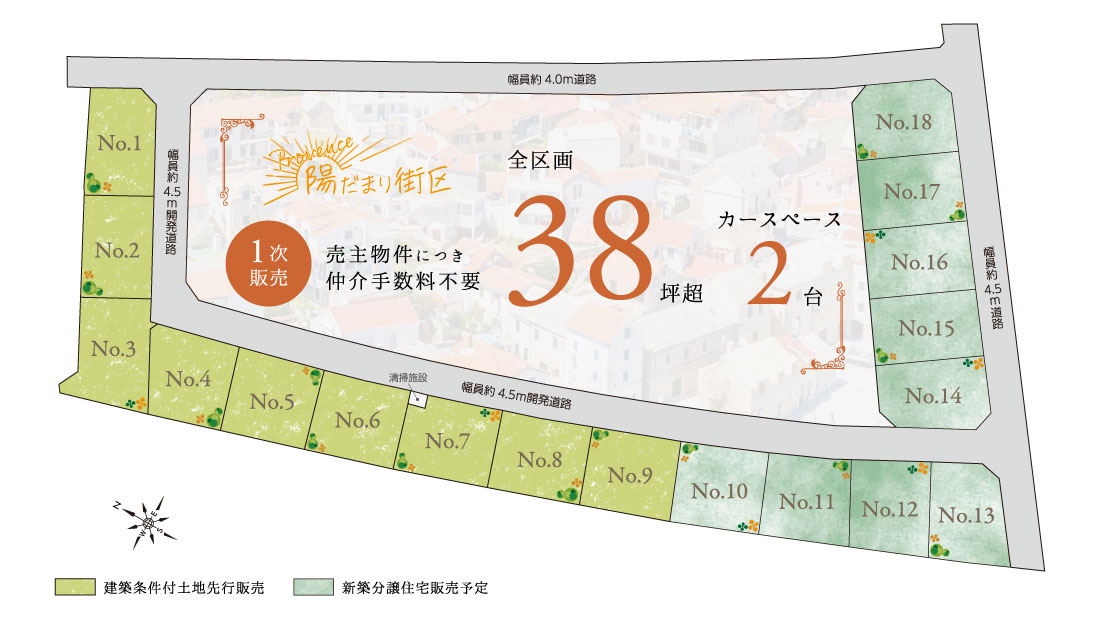 幅員約 4.0m道路
幅員約4.5m開発道路
Provence
陽だまり街区
1次
販売
売主物件につき
仲介手数料不要
全区画
38坪超
カースペース
2台
幅員約4.5m道路
幅員約 4.5m開発道路
清掃施設
No.1
No.2
No.3
No.4
No.5
No.6
No.7
No.8
No.9
No.10
No.11
No.12
No.13
No.14
No.15
No.16
No.17
No.18
N
E
W
S
建築条件付土地先行販売
新築分譲住宅販売予定